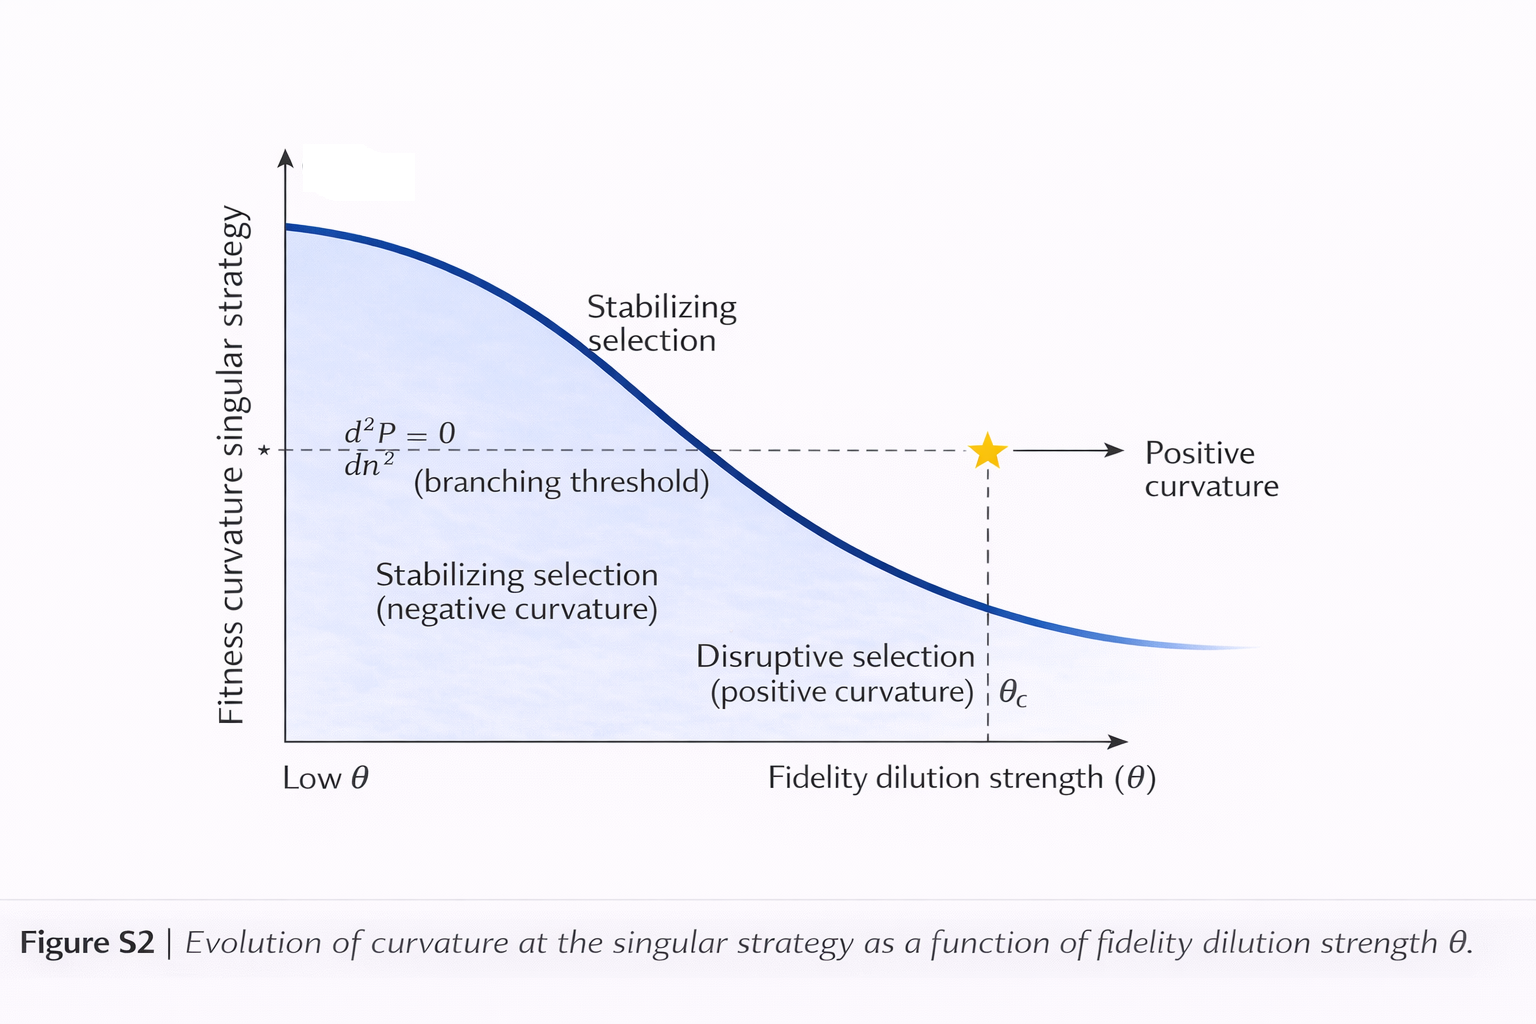 Fitness curvature singular strategy
Stabilizing
selection
d²P = 0
dn²
(branching threshold)
Positive
curvature
Stabilizing selection
(negative curvature)
Disruptive selection
(positive curvature)
θc
Low θ
Fidelity dilution strength (θ)
Figure S2 | Evolution of curvature at the singular strategy as a function of fidelity dilution strength θ.